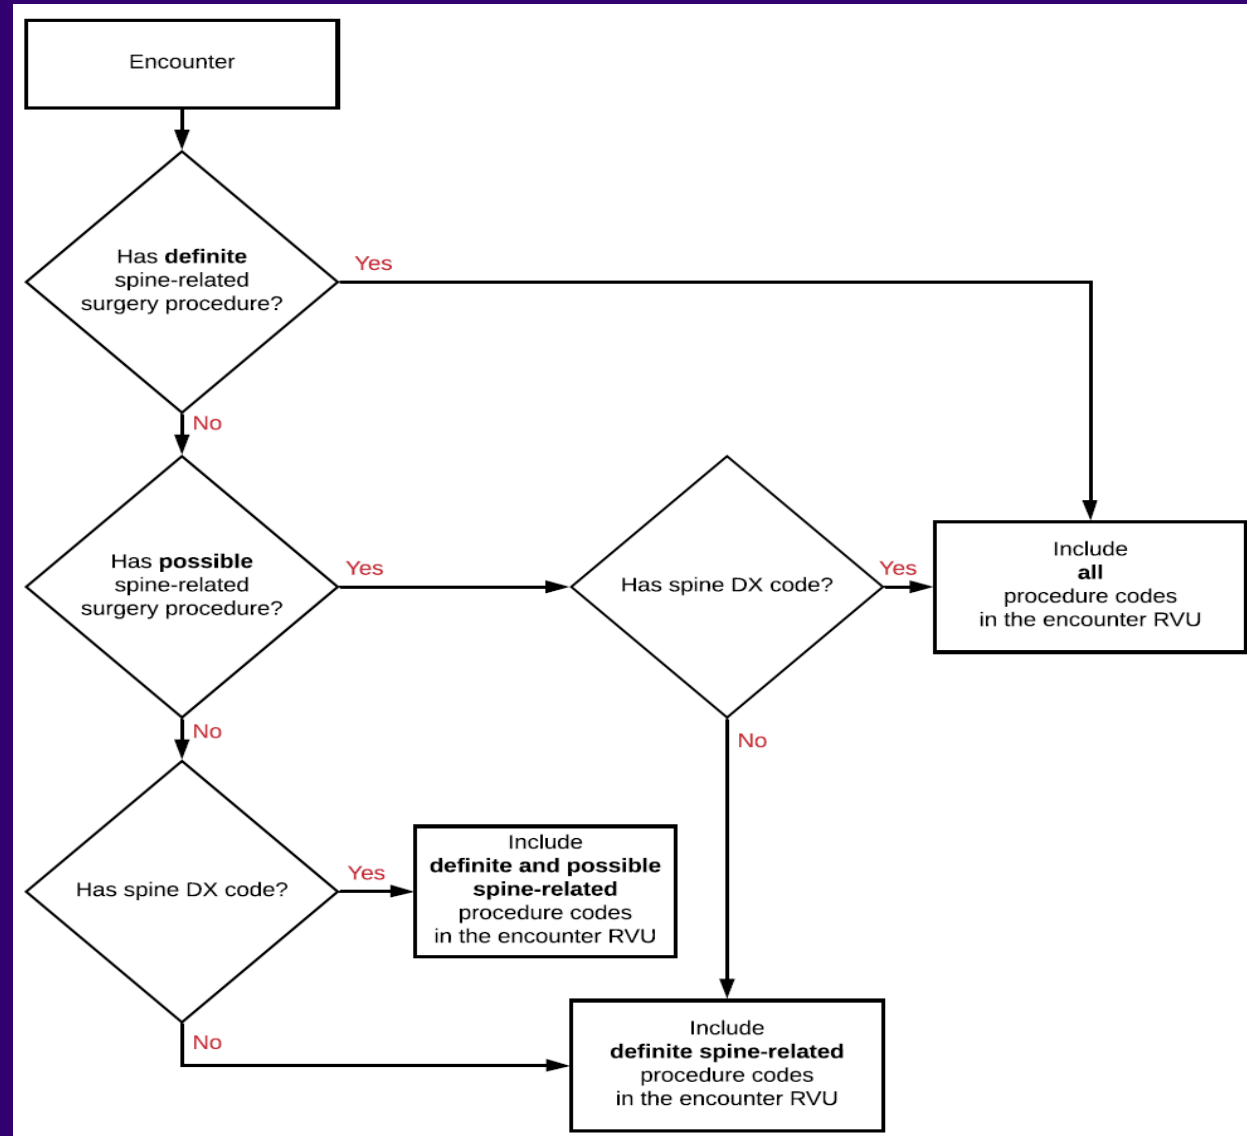 Encounter
Has definite
spine-related
surgery procedure?
Yes
No
Has possible
spine-related
surgery procedure?
Yes
Has spine DX code?
Yes
Include
all
procedure codes
in the encounter RVU
No
No
Has spine DX code?
Yes
Include
definite and possible
spine-related
procedure codes
in the encounter RVU
No
Include
definite spine-related
procedure codes
in the encounter RVU